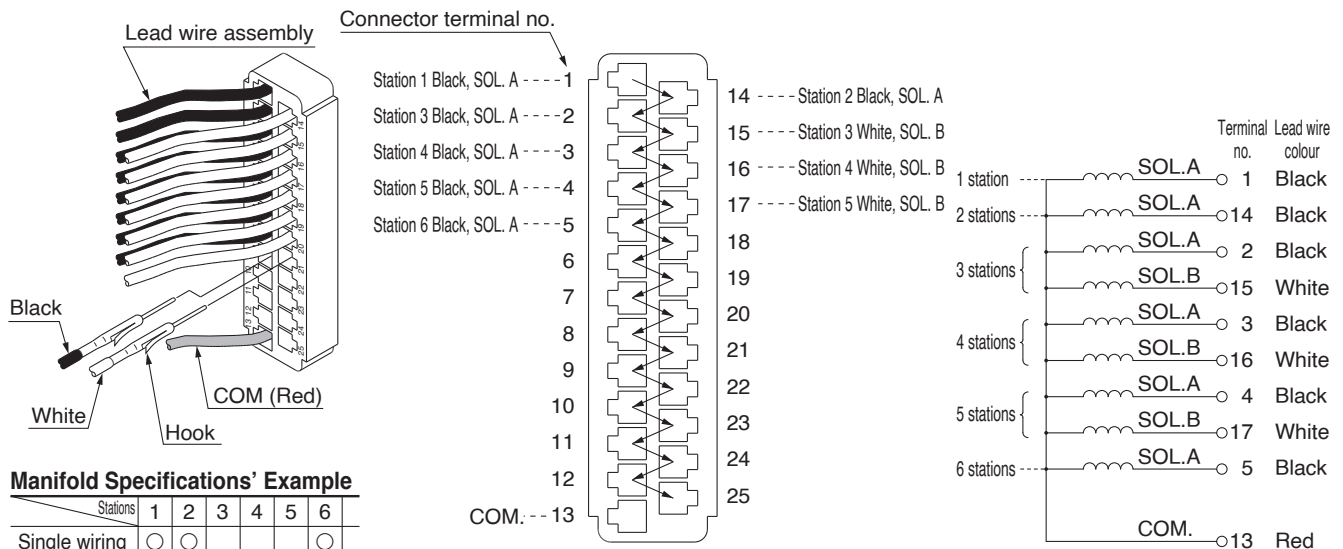 Lead wire assembly
Connector terminal no.
Black
White
Hook
COM (Red)
Station 1 Black, SOL. A 1
Station 3 Black, SOL. A 2
Station 4 Black, SOL. A 3
Station 5 Black, SOL. A 4
Station 6 Black, SOL. A 5
6
7
8
9
10
11
12
COM. 13
14 Station 2 Black, SOL. A
15 Station 3 White, SOL. B
16 Station 4 White, SOL. B
17 Station 5 White, SOL. B
18
19
20
21
22
23
24
25
Terminal no. Lead wire colour
1 station SOL.A 1 Black
2 stations SOL.A 14 Black
3 stations SOL.A 2 Black
SOL.B 15 White
4 stations SOL.A 3 Black
SOL.B 16 White
5 stations SOL.A 4 Black
SOL.B 17 White
6 stations SOL.A 5 Black
COM. 13 Red
Manifold Specifications' Example
Stations 1 2 3 4 5 6
Single wiring ○ ○ ○